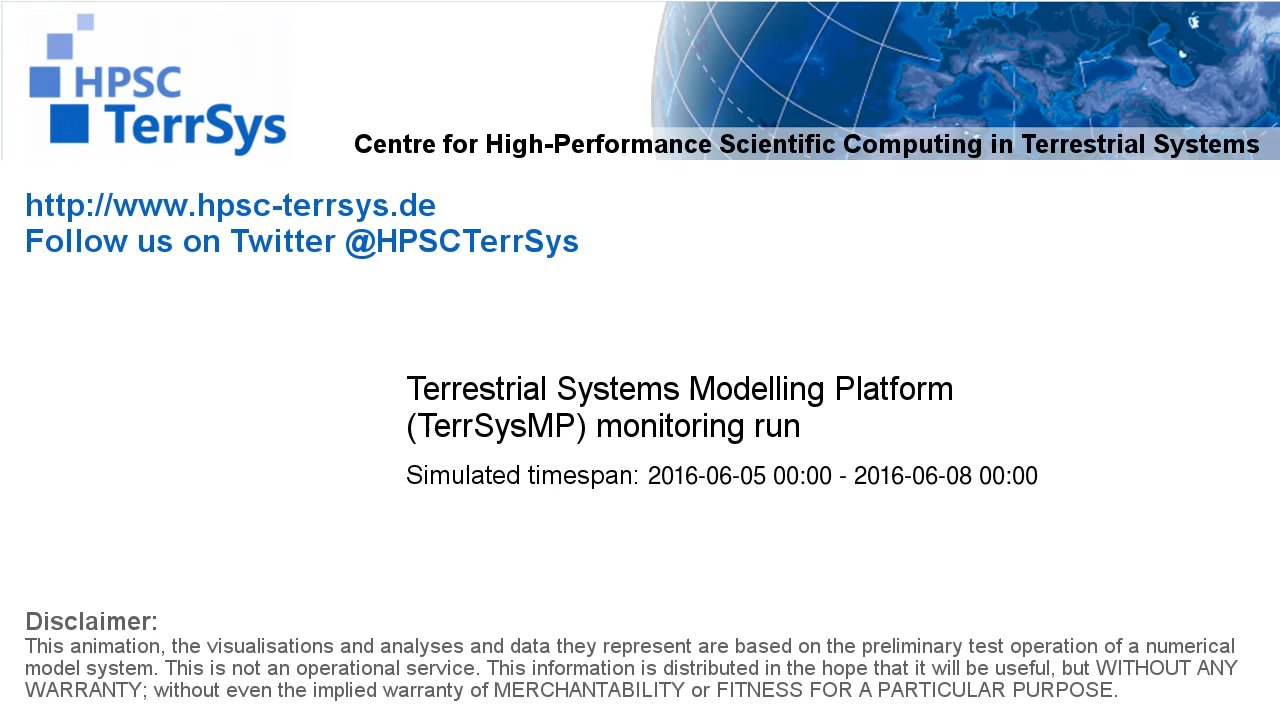 HPSC
TerrSys
Centre for High-Performance Scientific Computing in Terrestrial Systems
http://www.hpsc-terrsys.de
Follow us on Twitter @HPSCTerrSys
Terrestrial Systems Modelling Platform
(TerrSysMP) monitoring run
Simulated timespan: 2016-06-05 00:00 - 2016-06-08 00:00
Disclaimer:
This animation, the visualisations and analyses and data they represent are based on the preliminary test operation of a numerical
model system. This is not an operational service. This information is distributed in the hope that it will be useful, but WITHOUT ANY
WARRANTY; without even the implied warranty of MERCHANTABILITY or FITNESS FOR A PARTICULAR PURPOSE.